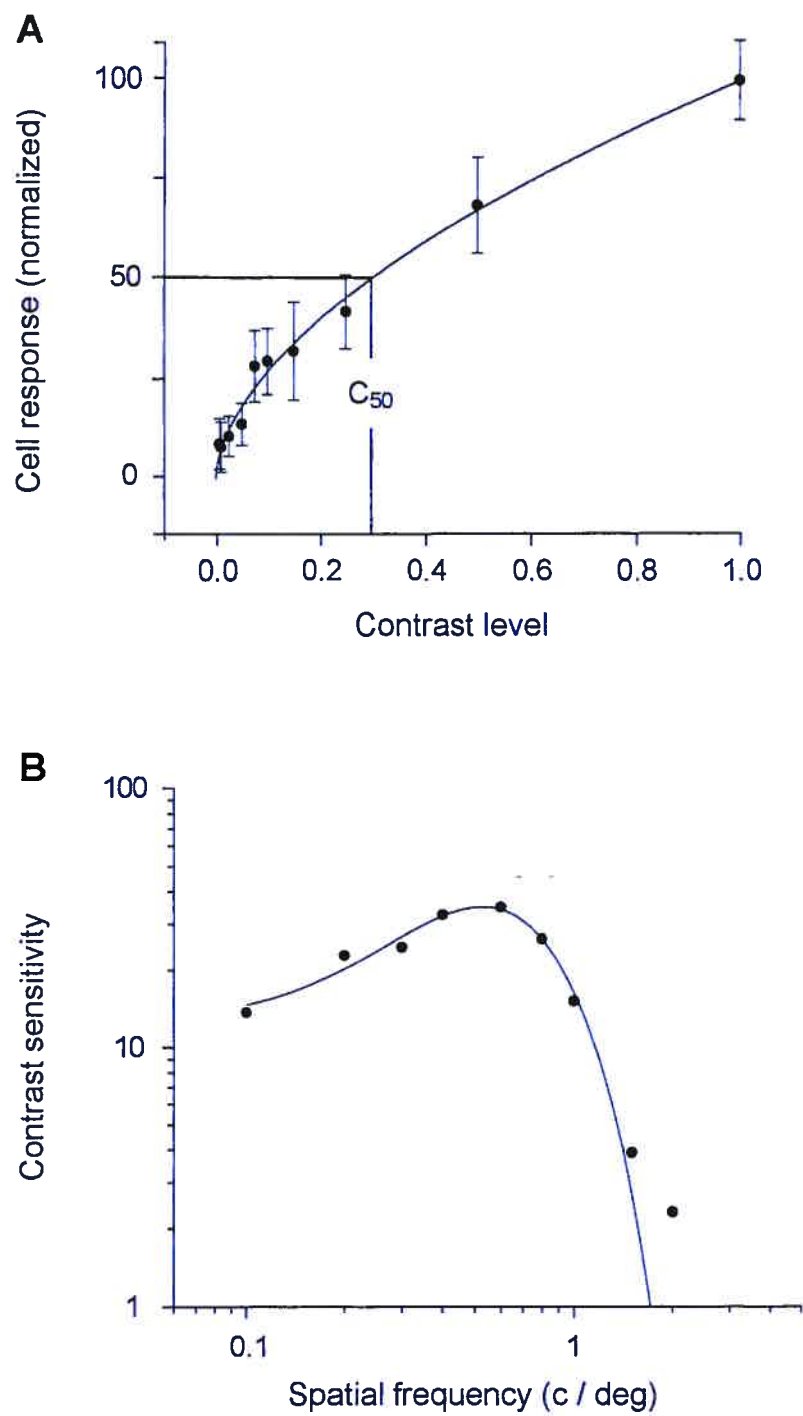 A
100
50
0
Cell response (normalized)
C50
0.0 0.2 0.4 0.6 0.8 1.0
Contrast level
B
100
10
1
Contrast sensitivity
0.1 1
Spatial frequency (c / deg)